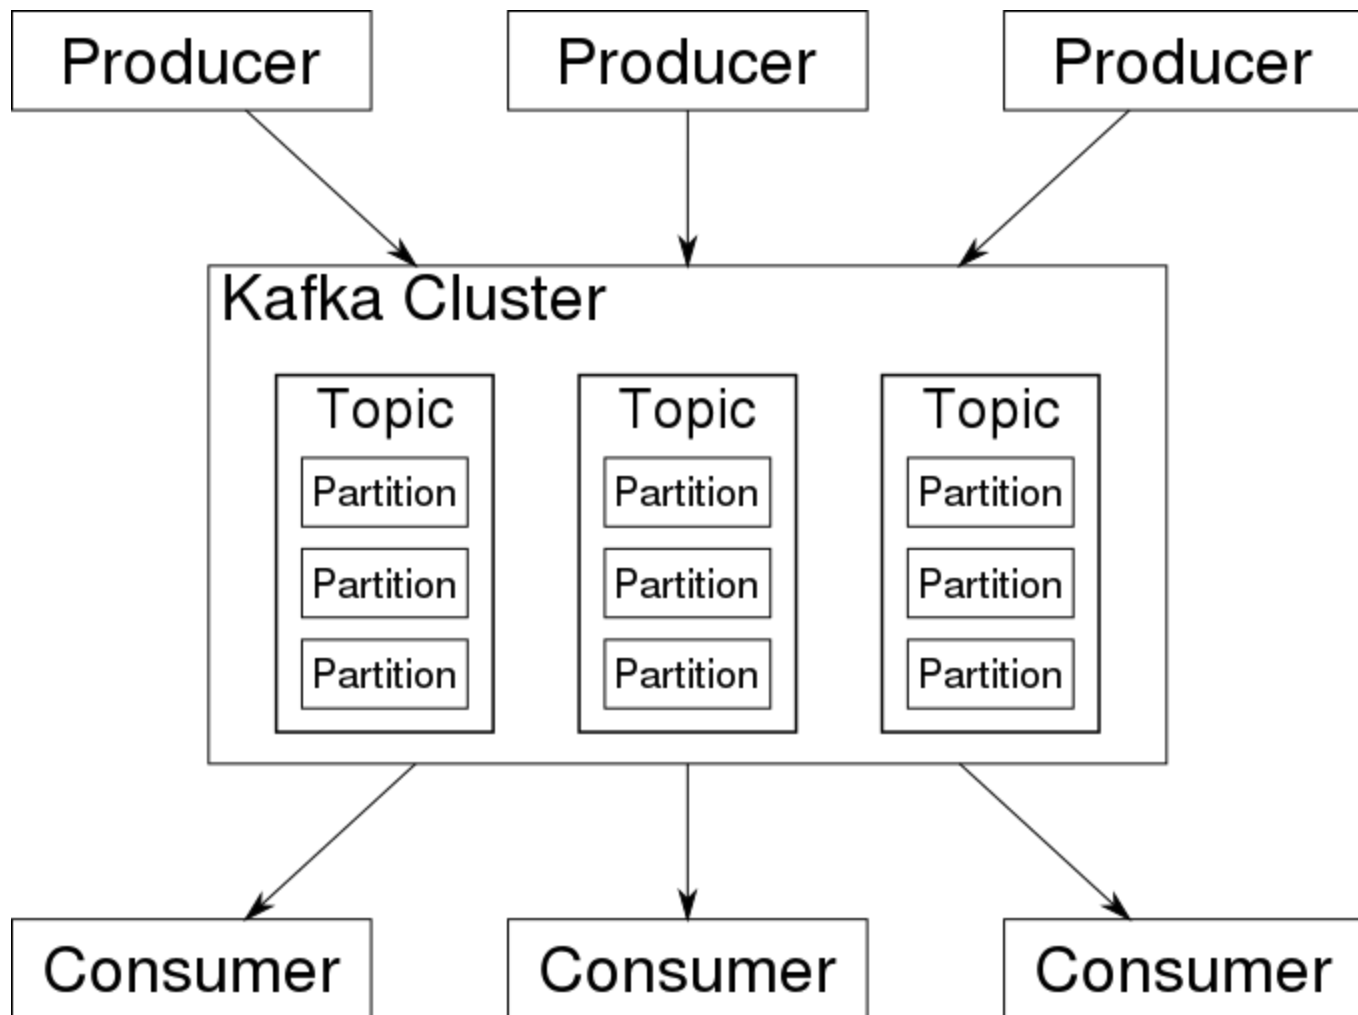 Producer Producer Producer
Kafka Cluster
Topic Topic Topic
Partition Partition Partition
Partition Partition Partition
Partition Partition Partition
Consumer Consumer Consumer